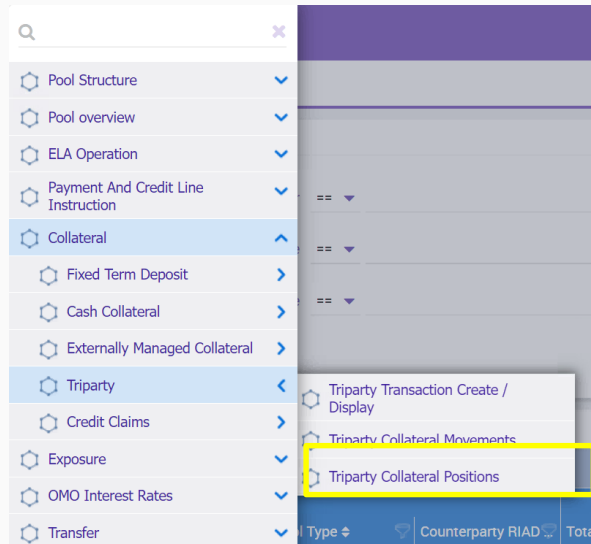 Pool Structure
Pool overview
ELA Operation
Payment And Credit Line
Instruction
==
Collateral
==
Fixed Term Deposit
Cash Collateral
==
Externally Managed Collateral
Triparty
Triparty Transaction Create /
Display
Credit Claims
Triparty Collateral Movements
Exposure
Triparty Collateral Positions
OMO Interest Rates
Transfer
Type
Counterparty RIAD